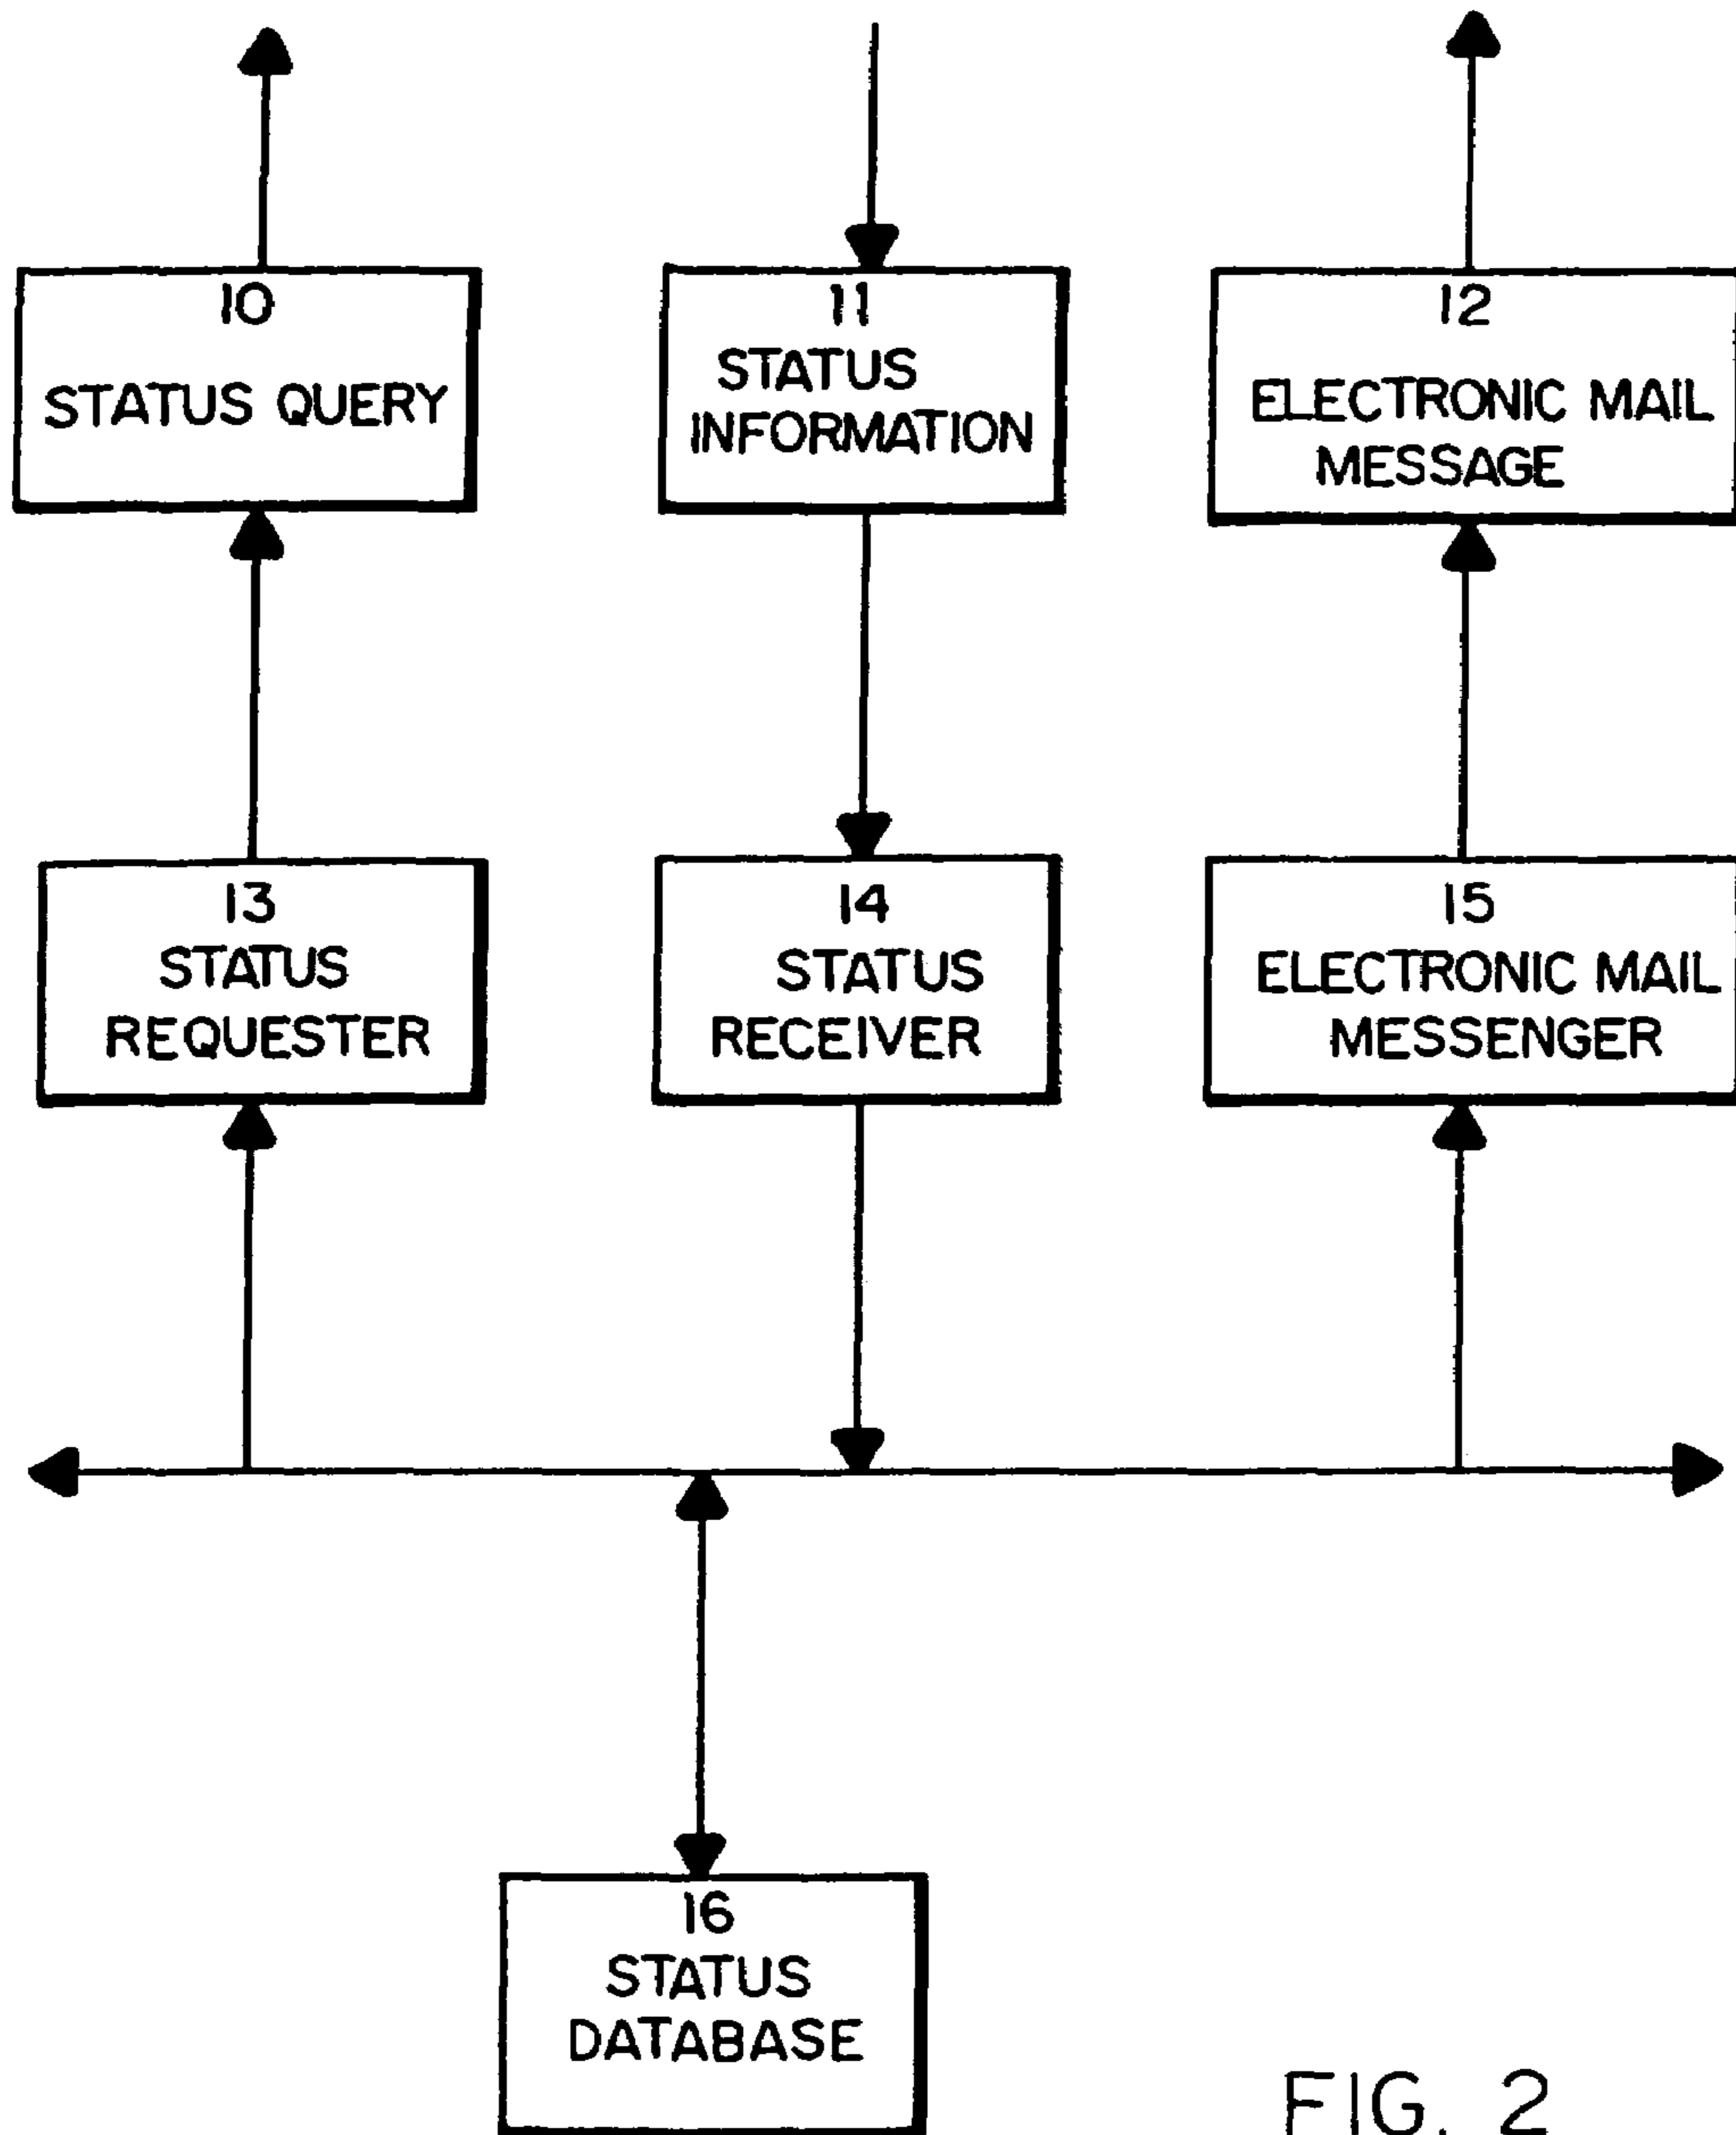 10
STATUS QUERY
11
STATUS
INFORMATION
12
ELECTRONIC MAIL
MESSAGE
13
STATUS
REQUESTER
14
STATUS
RECEIVER
15
ELECTRONIC MAIL
MESSENGER
16
STATUS
DATABASE
FIG. 2